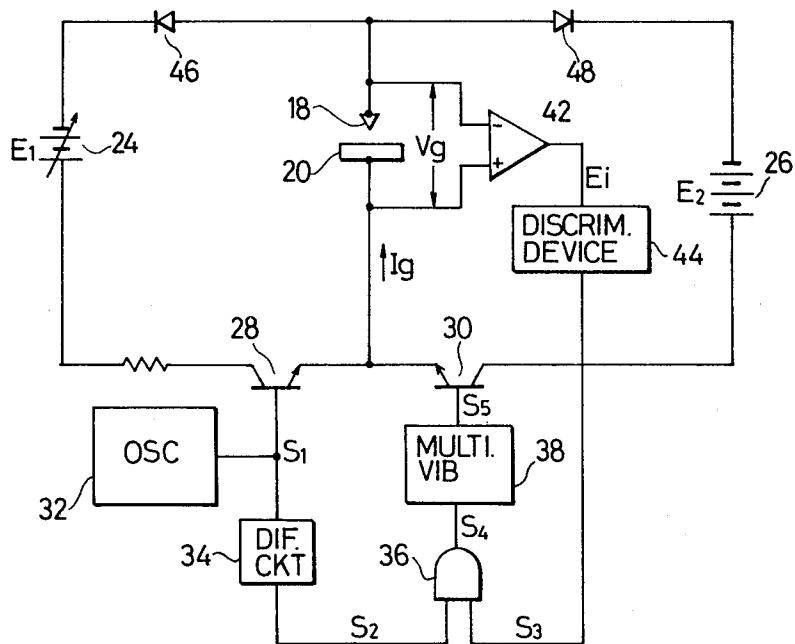 46
48
18
42
E1
24
20
Vg
-
+
Ei
E2
26
DISCRIM.
DEVICE
44
Ig
28
30
S1
S5
OSC
32
MULTI.
VIB
38
34
DIF.
CKT
S4
36
S2
S3